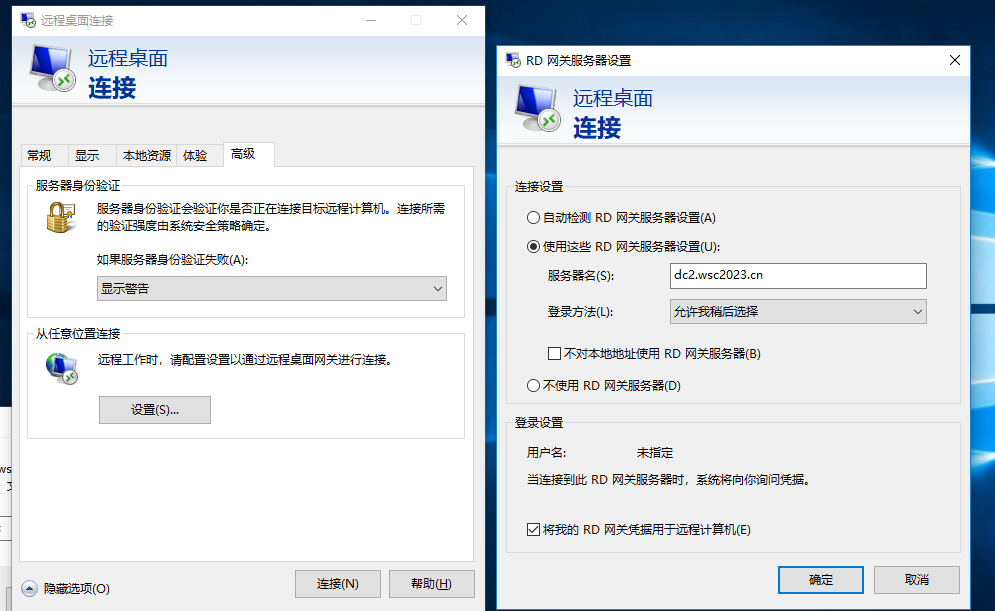 远程桌面连接
远程桌面
连接
常规 显示 本地资源 体验 高级
服务器身份验证
服务器身份验证会验证你是否正在连接目标远程计算机。连接所需
的验证强度由系统安全策略确定。
如果服务器身份验证失败(A):
显示警告
从任意位置连接
远程工作时，请配置设置以通过远程桌面网关进行连接。
设置(S)...
隐藏选项(O)
连接(N)
帮助(H)
RD 网关服务器设置
远程桌面
连接
连接设置
自动检测 RD 网关服务器设置(A)
使用这些 RD 网关服务器设置(U):
服务器名(S): dc2.wsc2023.cn
登录方法(L): 允许我稍后选择
不对本地地址使用 RD 网关服务器(B)
不使用 RD 网关服务器(D)
登录设置
用户名: 未指定
当连接到此 RD 网关服务器时，系统将向你询问凭据。
将我的 RD 网关凭据用于远程计算机(E)
确定
取消